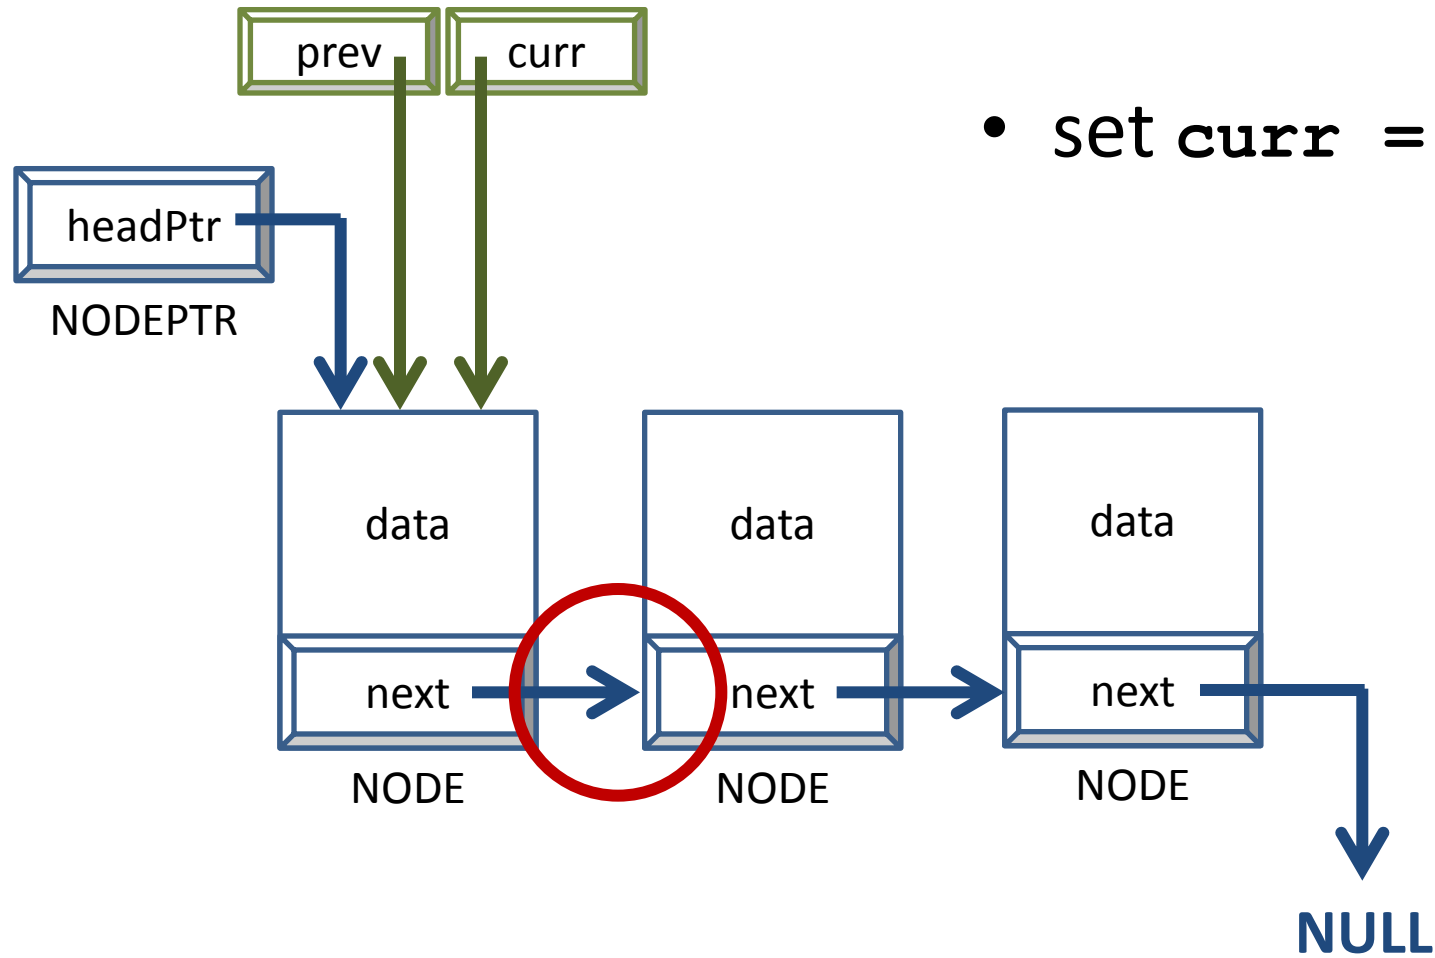 prev curr
• set curr =
headPtr
NODEPTR
data data data
next next next
NODE NODE NODE
NULL